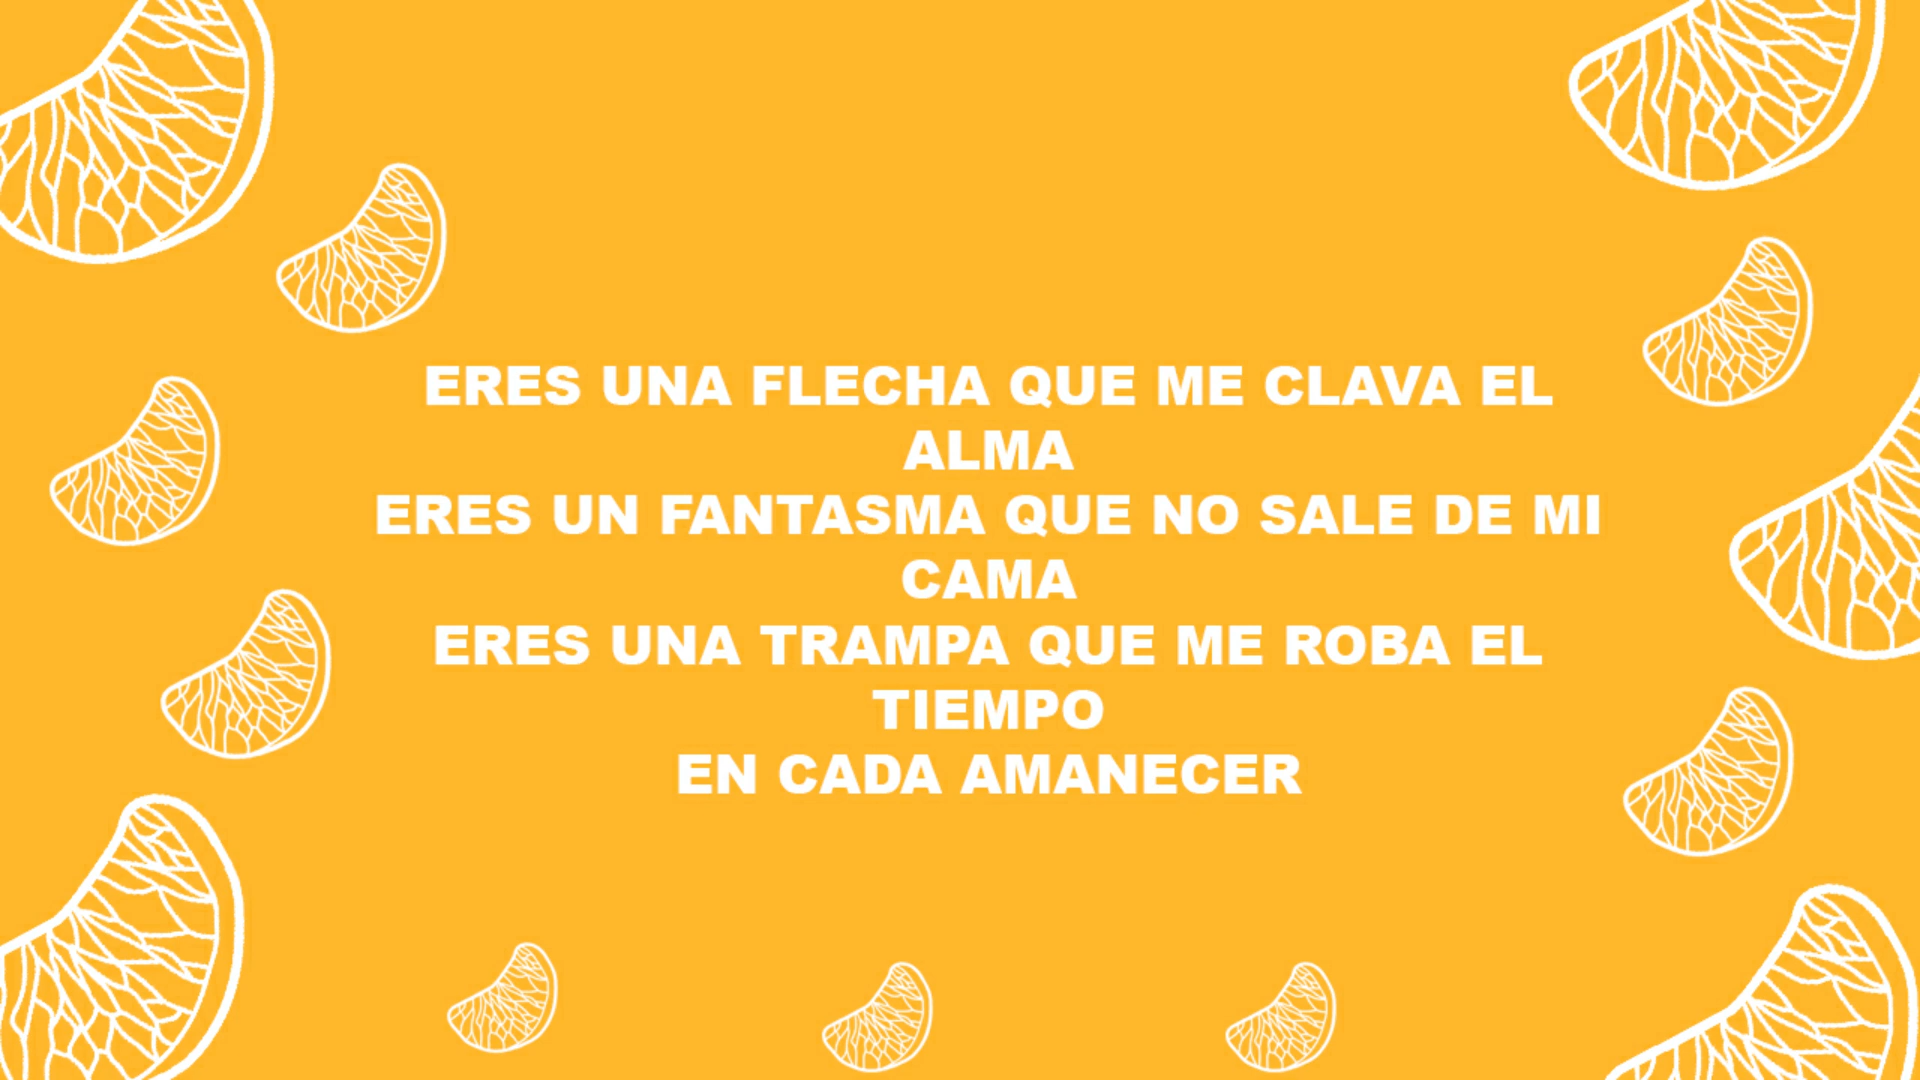 ERES UNA FLECHA QUE ME CLAVA EL
ALMA
ERES UN FANTASMA QUE NO SALE DE MI
CAMA
ERES UNA TRAMPA QUE ME ROBA EL
TIEMPO
EN CADA AMANECER